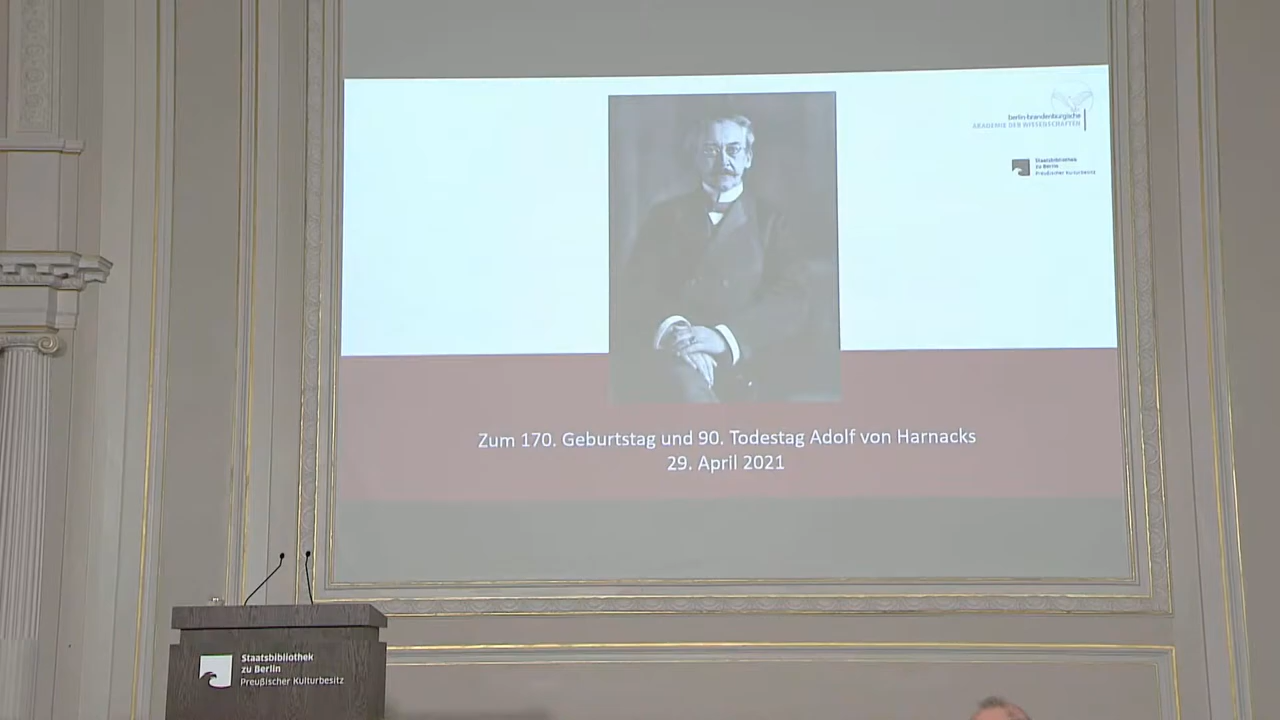 berlin-brandenburgische
AKADEMIE DER WISSENSCHAFTEN
Staatsbibliothek
zu Berlin
Preußischer Kulturbesitz
Zum 170. Geburtstag und 90. Todestag Adolf von Harnacks
29. April 2021
Staatsbibliothek
zu Berlin
Preußischer Kulturbesitz